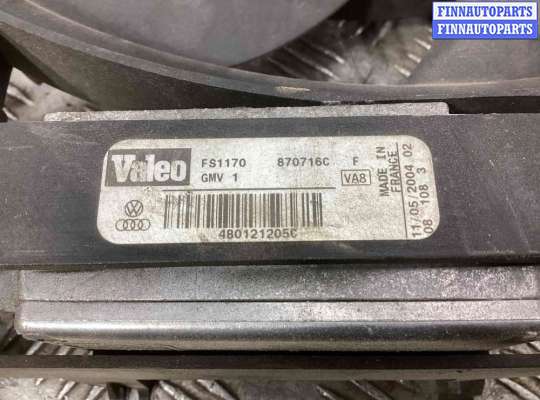 FINNAUTOPARTS
FINNAUTOPARTS
Valeo
FS1170 870716C F
GMV 1
VA8
4B0121205C
MADE IN
FRANCE
11/05/2004 02
08 108 3